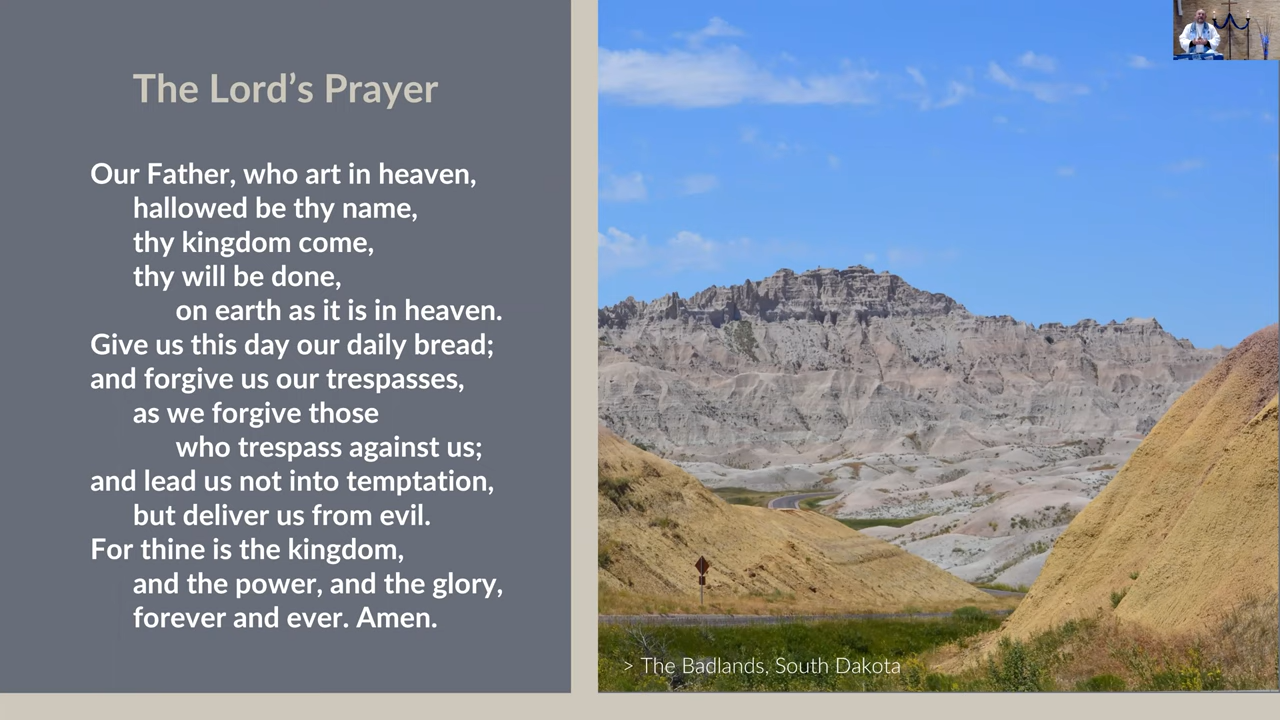 The Lord’s Prayer
Our Father, who art in heaven,
hallowed be thy name,
thy kingdom come,
thy will be done,
on earth as it is in heaven.
Give us this day our daily bread;
and forgive us our trespasses,
as we forgive those
who trespass against us;
and lead us not into temptation,
but deliver us from evil.
For thine is the kingdom,
and the power, and the glory,
forever and ever. Amen.
> The Badlands, South Dakota